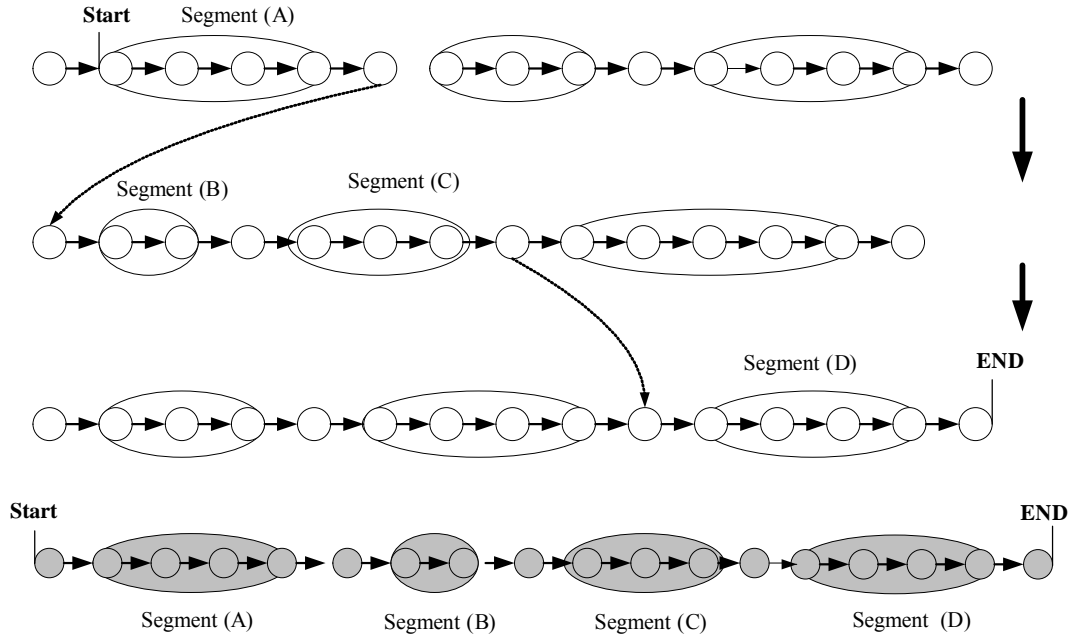 Start
Segment (A)
Segment (B)
Segment (C)
Segment (D)
END
Start
END
Segment (A)
Segment (B)
Segment (C)
Segment (D)